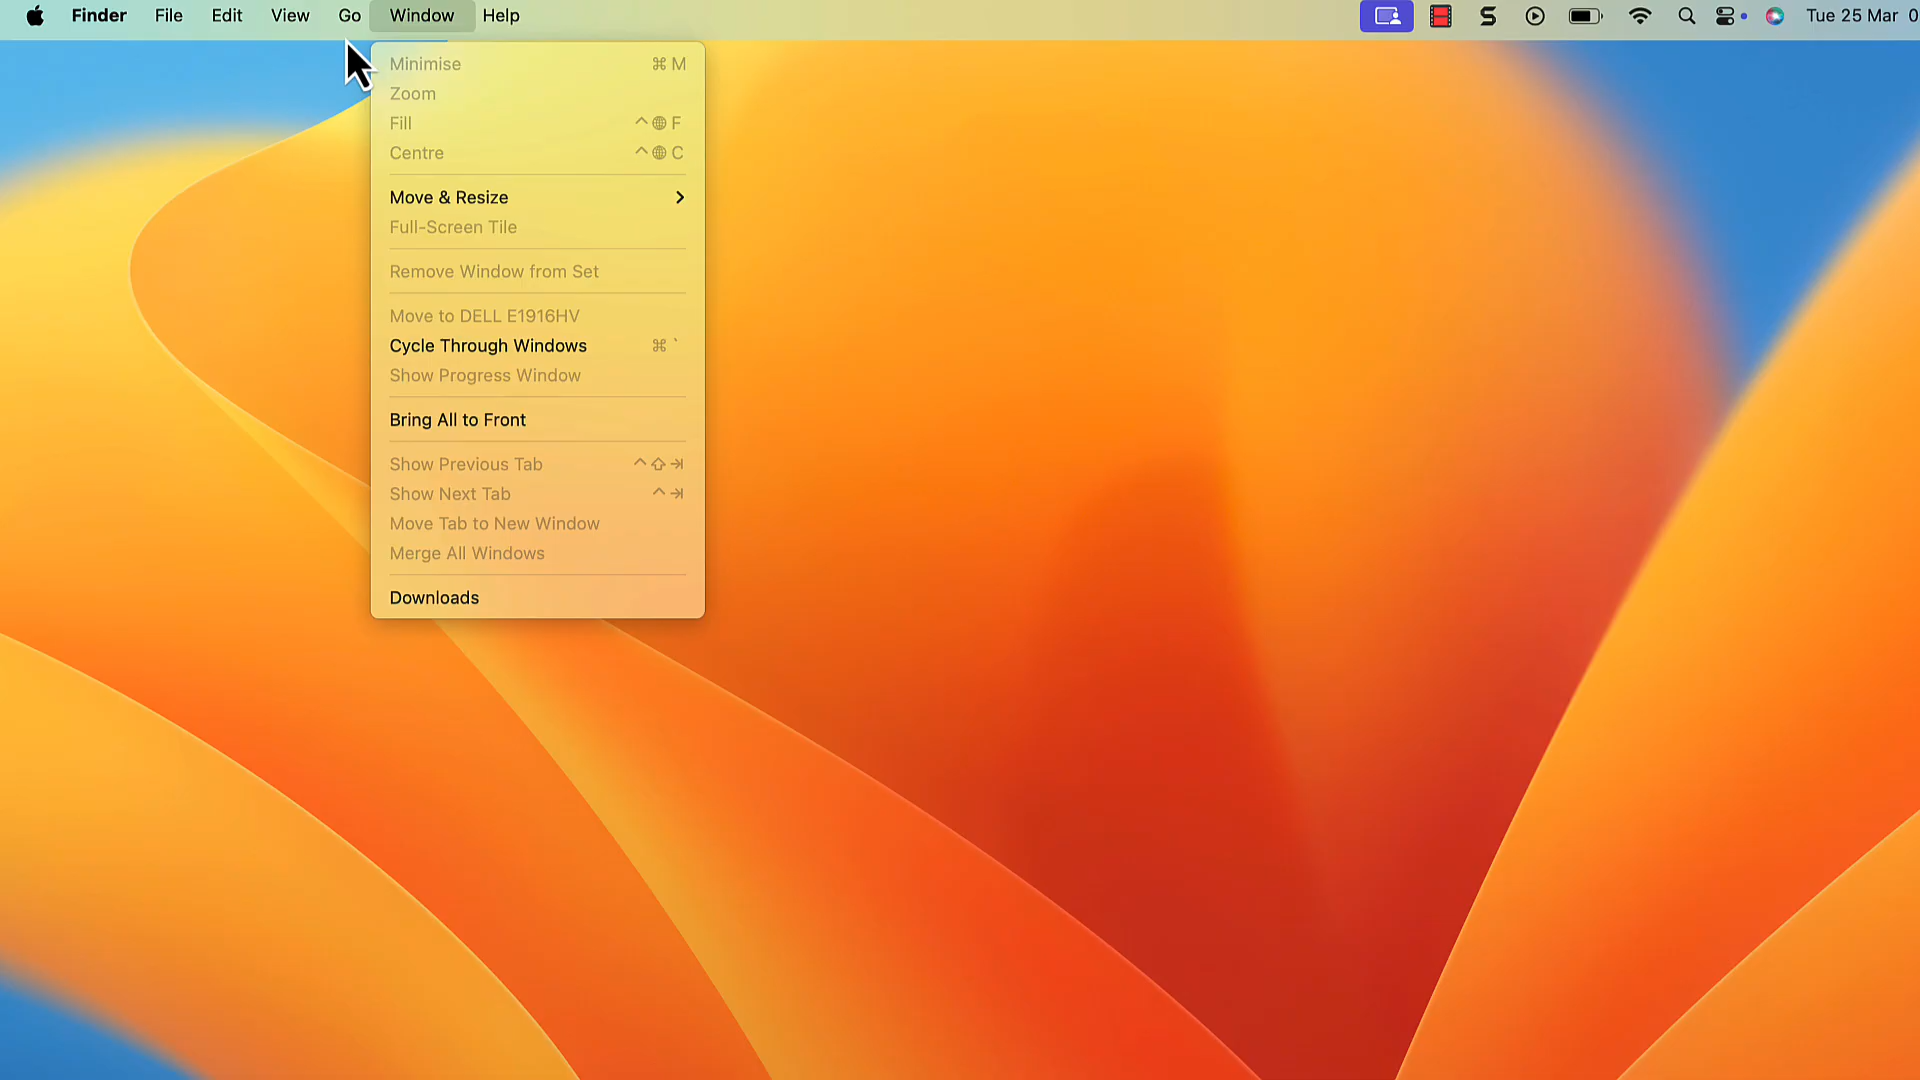 Finder File Edit View Go Window Help Tue 25 Mar 0
Minimise ⌘ M
Zoom
Fill ^ 🌐 F
Centre ^ 🌐 C
Move & Resize >
Full-Screen Tile
Remove Window from Set
Move to DELL E1916HV
Cycle Through Windows ⌘ `
Show Progress Window
Bring All to Front
Show Previous Tab ^ ⇧ ⇥
Show Next Tab ^ ⇥
Move Tab to New Window
Merge All Windows
Downloads